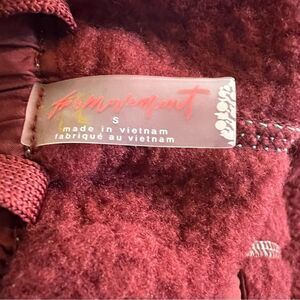 fpmovement
S
made in vietnam
fabriqué au vietnam